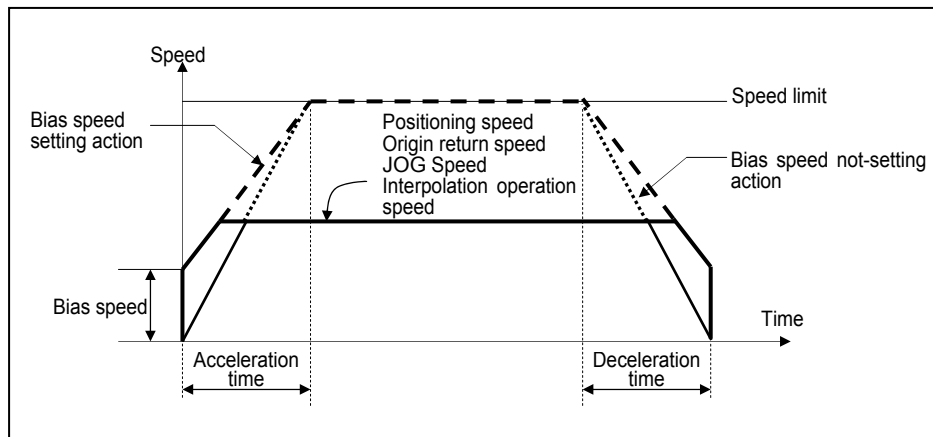 Speed
Speed limit
Bias speed
setting action
Positioning speed
Origin return speed
JOG Speed
Interpolation operation
speed
Bias speed not-setting
action
Bias speed
Time
Acceleration
time
Deceleration
time